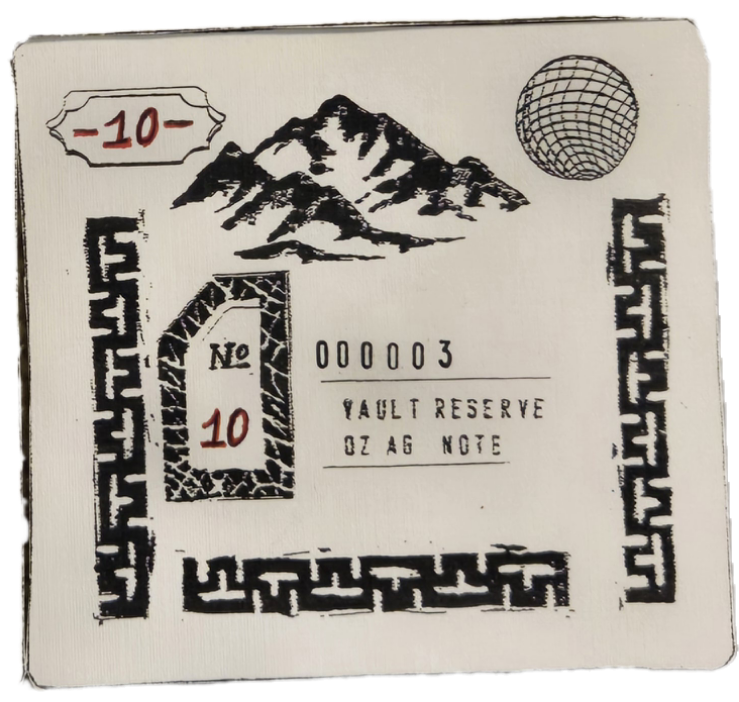 -10-
Nº
10
000003
VAULT RESERVE
OZ AG NOTE